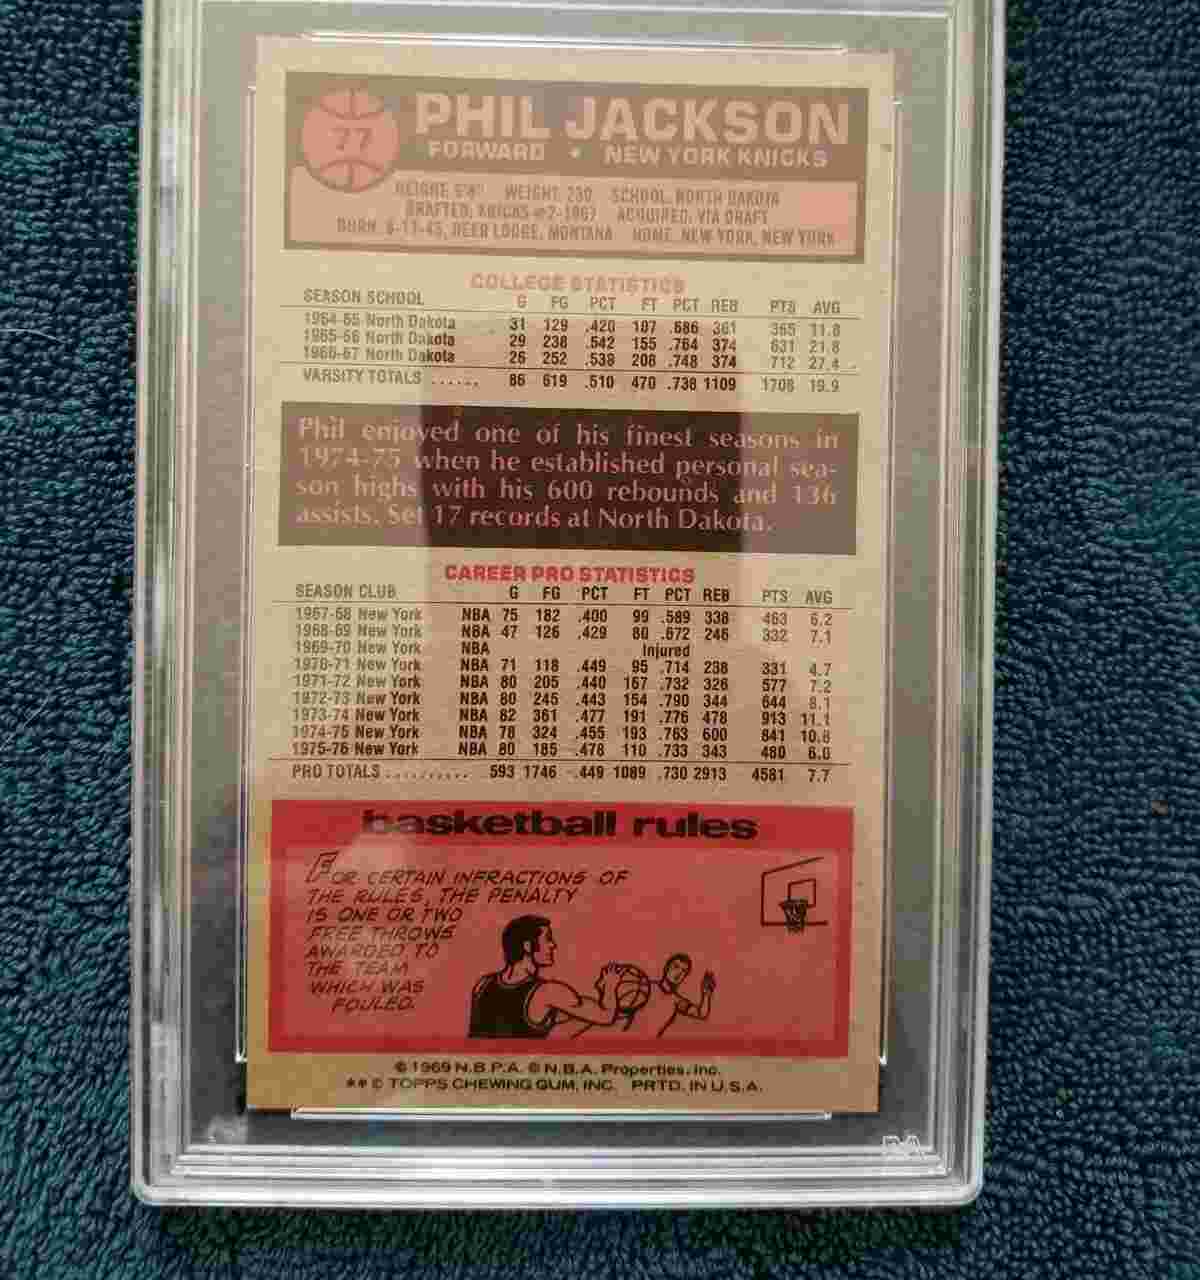 77
PHIL JACKSON
FORWARD • NEW YORK KNICKS
HEIGHT: 6'8" WEIGHT: 230 SCHOOL: NORTH DAKOTA
DRAFTED: KNICKS #2-1967 ACQUIRED: VIA DRAFT
BORN: DEER LODGE, MONTANA HOME: NEW YORK, NEW YORK
COLLEGE STATISTICS
SEASON SCHOOL G FG PCT FT PCT REB PTS AVG
1964-65 North Dakota 31 129 .420 107 .686 361 365 11.8
1965-66 North Dakota 29 238 .542 155 .764 374 631 21.8
1966-67 North Dakota 26 252 .539 208 .748 374 712 27.4
VARSITY TOTALS ...... 86 619 .510 470 .738 1109 1708 19.9
Phil enjoyed one of his finest seasons in
1974-75 when he established personal sea-
son highs with his 600 rebounds and 136
assists. Set 17 records at North Dakota.
CAREER PRO STATISTICS
SEASON CLUB G FG PCT FT PCT REB PTS AVG
1967-68 New York NBA 75 182 .400 99 .589 338 463 6.2
1968-69 New York NBA 47 126 .429 80 .672 246 332 7.1
1969-70 New York NBA Injured
1970-71 New York NBA 71 118 .449 95 .714 238 331 4.7
1971-72 New York NBA 80 205 .440 167 .732 326 577 7.2
1972-73 New York NBA 80 245 .443 154 .790 344 644 8.1
1973-74 New York NBA 82 361 .477 191 .776 478 913 11.1
1974-75 New York NBA 78 324 .455 193 .763 600 841 10.8
1975-76 New York NBA 80 185 .478 110 .733 343 480 6.0
PRO TOTALS .......... 593 1746 .449 1089 .730 2913 4581 7.7
basketball rules
FOR CERTAIN INFRACTIONS OF
THE RULES, THE PENALTY
IS ONE OR TWO
FREE THROWS
AWARDED TO
THE TEAM
WHICH WAS
FOULED.
© 1969 N.B.P.A. © N.B.A. Properties, Inc.
** © TOPPS CHEWING GUM, INC. PRTD. IN U.S.A.